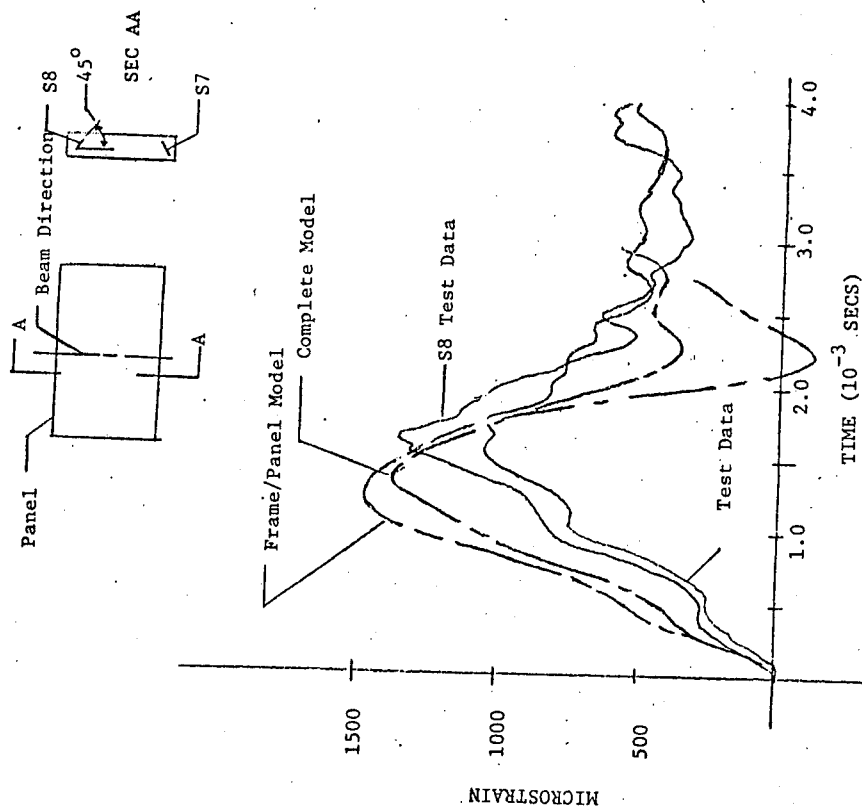 Panel
A
A
Beam Direction
S8
45°
SEC AA
S7
Frame/Panel Model
Complete Model
S8 Test Data
Test Data
MICROSTRAIN
1500
1000
500
1.0
2.0
3.0
4.0
TIME (10⁻³ SECS)